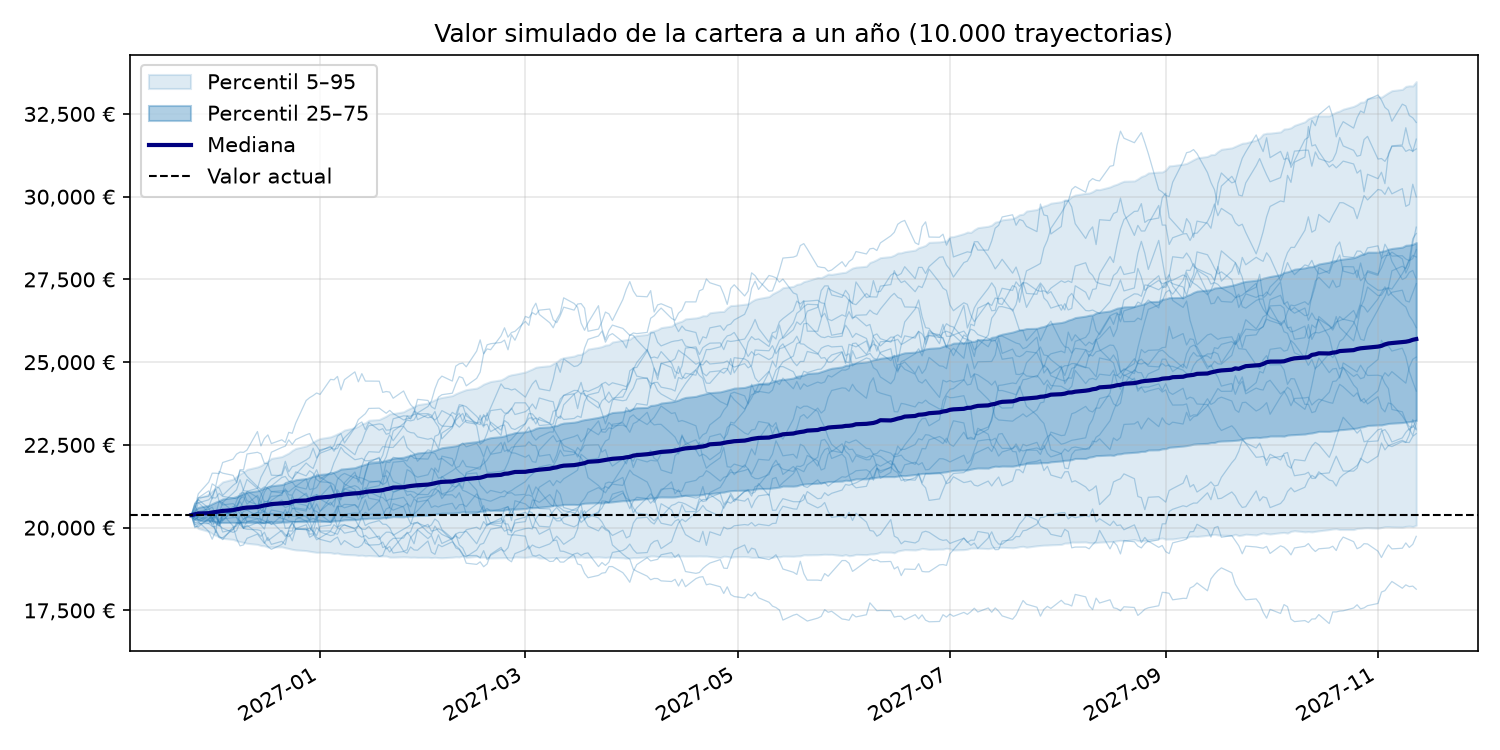 Valor simulado de la cartera a un año (10.000 trayectorias)
Percentil 5–95
Percentil 25–75
Mediana
Valor actual
32,500 €
30,000 €
27,500 €
25,000 €
22,500 €
20,000 €
17,500 €
2027-01
2027-03
2027-05
2027-07
2027-09
2027-11